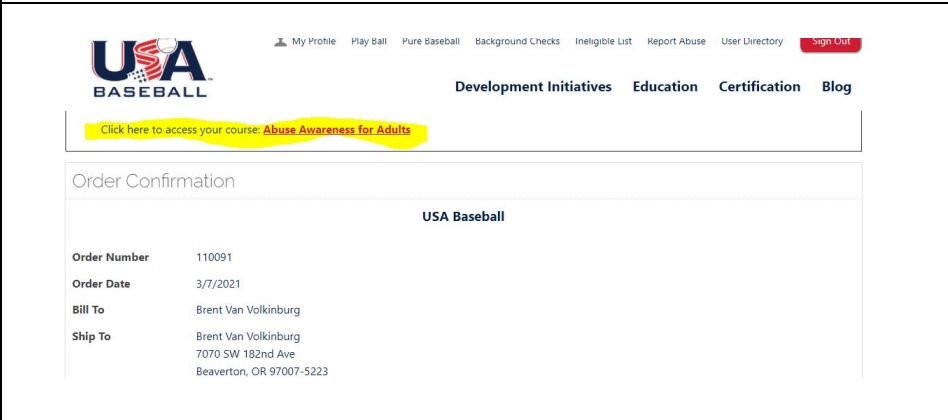 USA
BASEBALL
My Profile Play Ball Pure Baseball Background Checks Ineligible List Report Abuse User Directory Sign Out
Development Initiatives Education Certification Blog
Click here to access your course: Abuse Awareness for Adults
Order Confirmation
USA Baseball
Order Number 110091
Order Date 3/7/2021
Bill To Brent Van Volkinburg
Ship To Brent Van Volkinburg
7070 SW 182nd Ave
Beaverton, OR 97007-5223